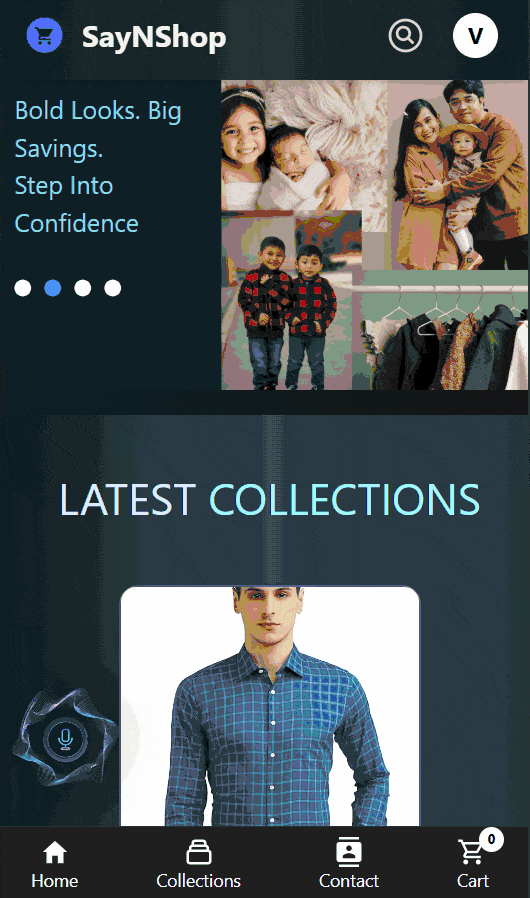 SayNShop
V
Bold Looks. Big
Savings.
Step Into
Confidence
LATEST COLLECTIONS
0
Home
Collections
Contact
Cart